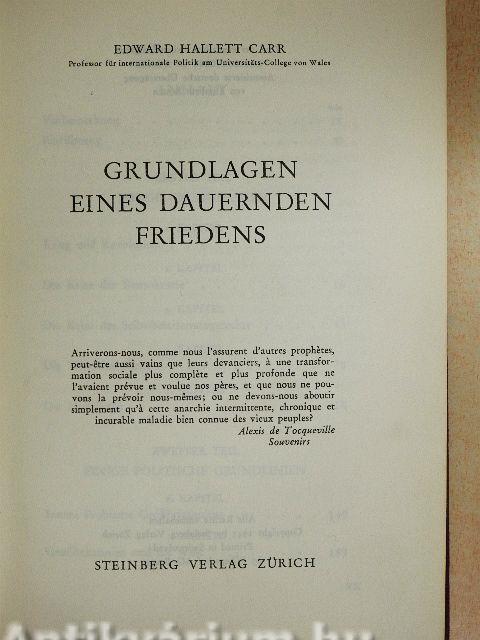 EDWARD HALLETT CARR
Professor für internationale Politik am Universitäts-College von Wales
GRUNDLAGEN
EINES DAUERNDEN
FRIEDENS
Arriverons-nous, comme nous l'assurent d'autres prophètes,
peut-être aussi vains que leurs devanciers, à une transfor-
mation sociale plus complète et plus profonde que ne
l'avaient prévue et voulue nos pères, et que nous ne pou-
vons la prévoir nous-mêmes; ou ne devons-nous aboutir
simplement qu'à cette anarchie intermittente, chronique et
incurable maladie bien connue des vieux peuples?
Alexis de Tocqueville
Souvenirs
STEINBERG VERLAG ZÜRICH
Antikvárium.hu